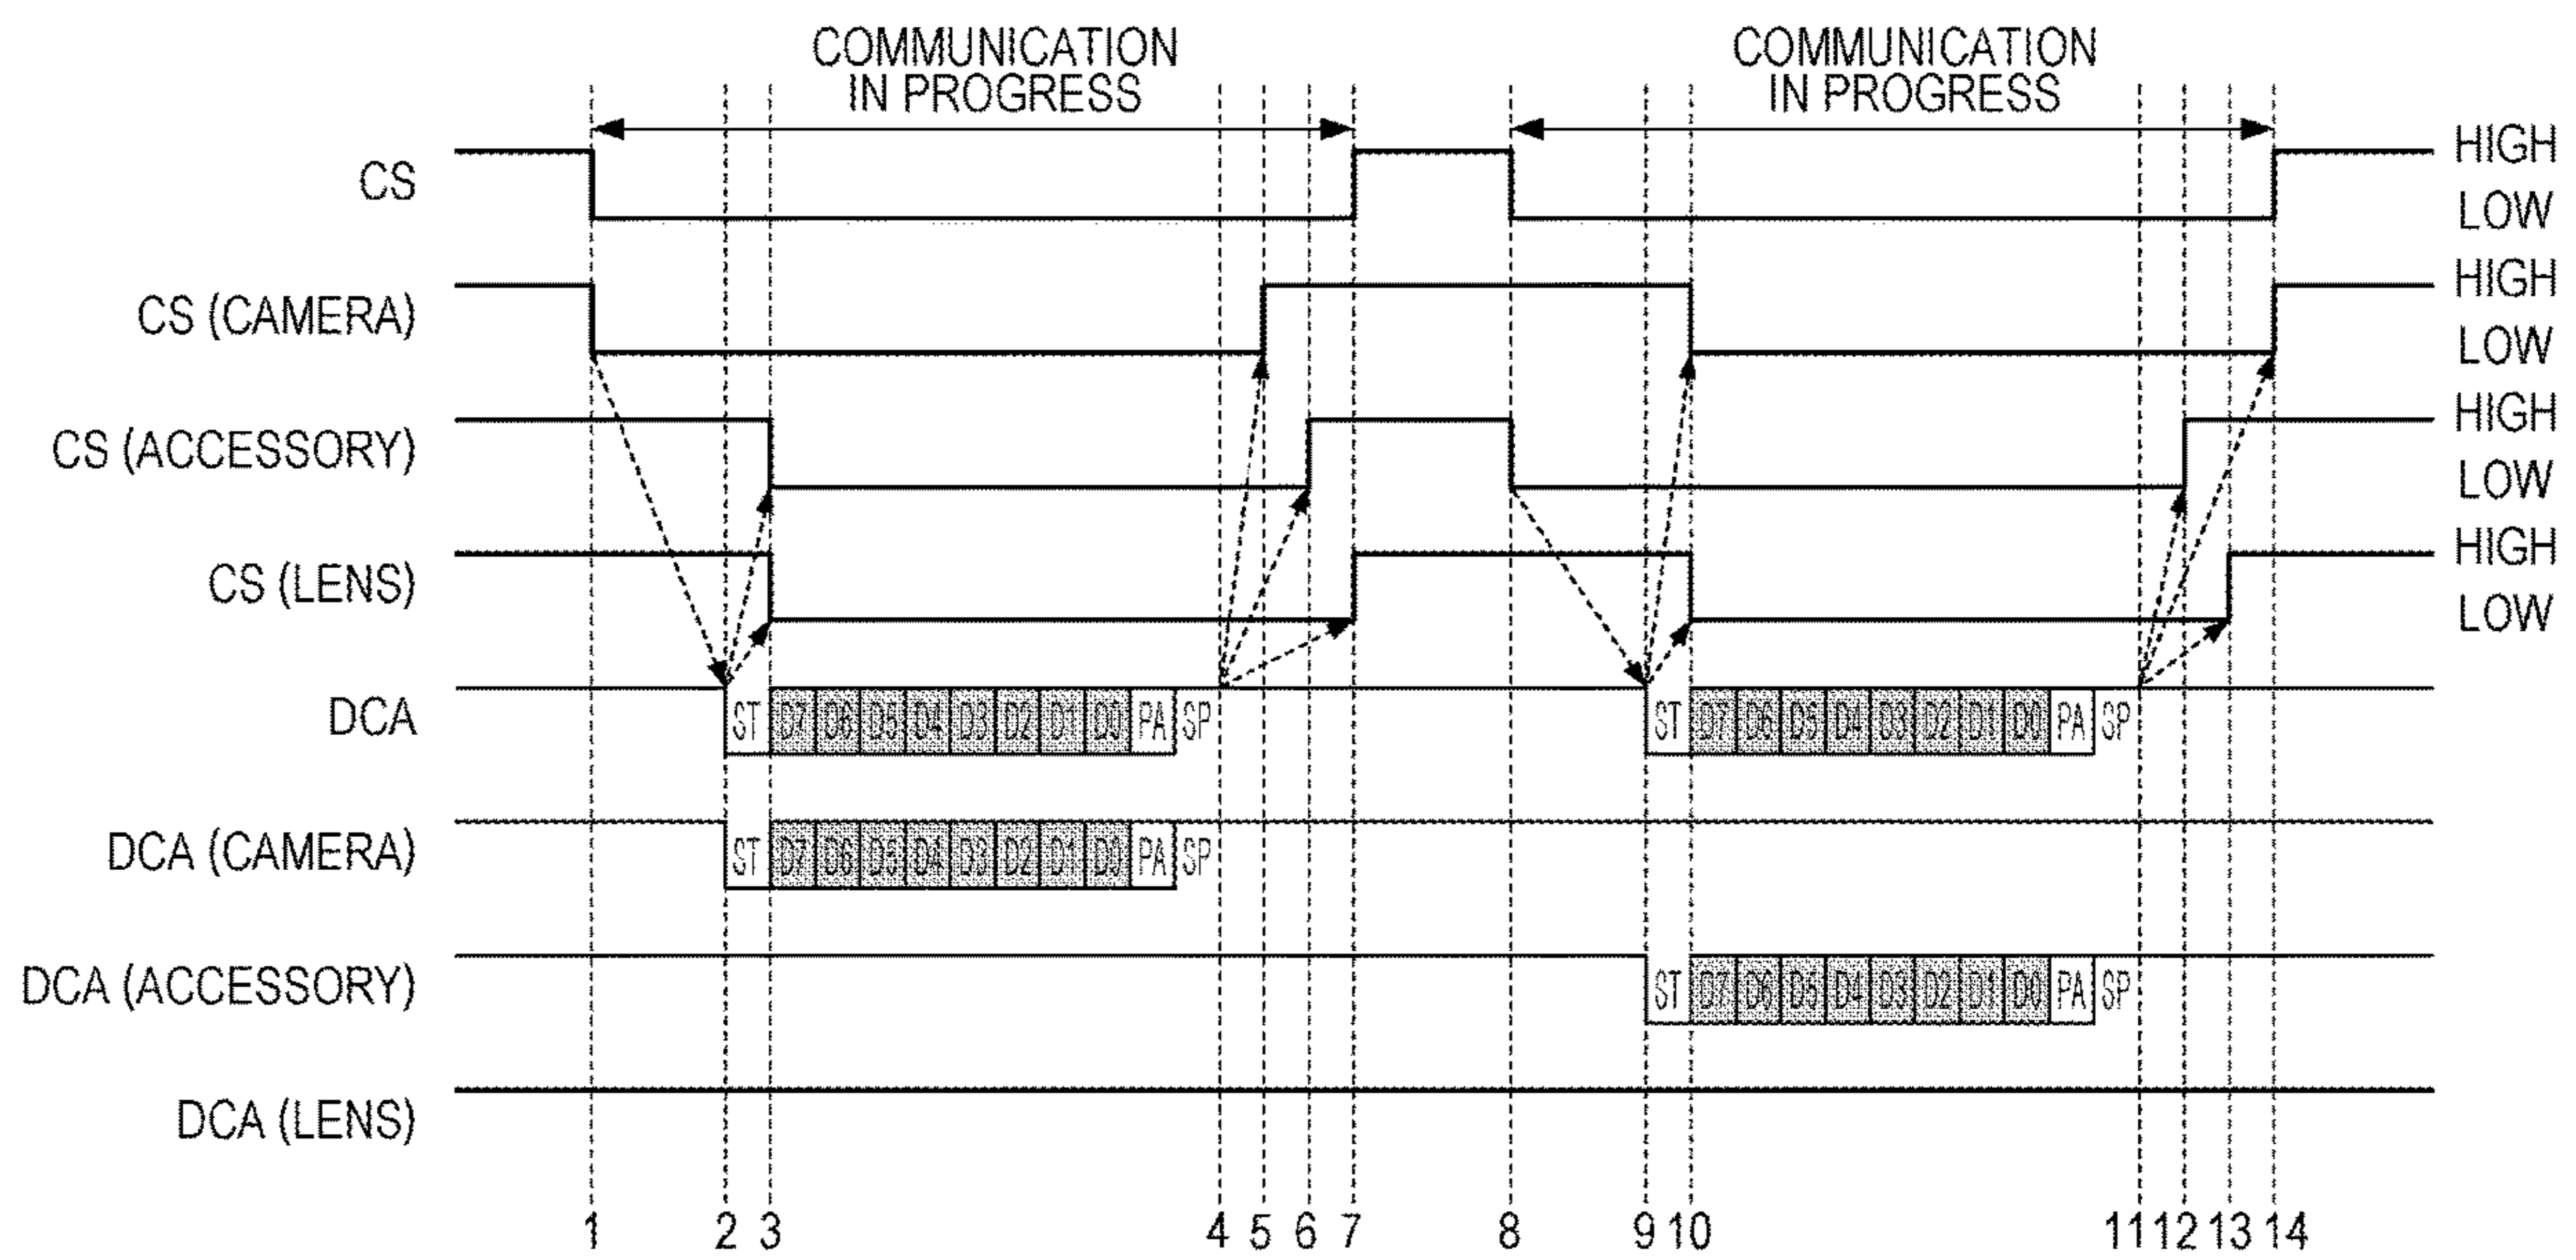 COMMUNICATION IN PROGRESS COMMUNICATION IN PROGRESS
CS HIGH LOW
CS (CAMERA) HIGH LOW
CS (ACCESSORY) HIGH LOW
CS (LENS) HIGH LOW
DCA ST D7 D6 D5 D4 D3 D2 D1 D0 PA SP ST D7 D6 D5 D4 D3 D2 D1 D0 PA SP
DCA (CAMERA) ST D7 D6 D5 D4 D3 D2 D1 D0 PA SP
DCA (ACCESSORY) ST D7 D6 D5 D4 D3 D2 D1 D0 PA SP
DCA (LENS)
1 2 3 4 5 6 7 8 9 10 11 12 13 14